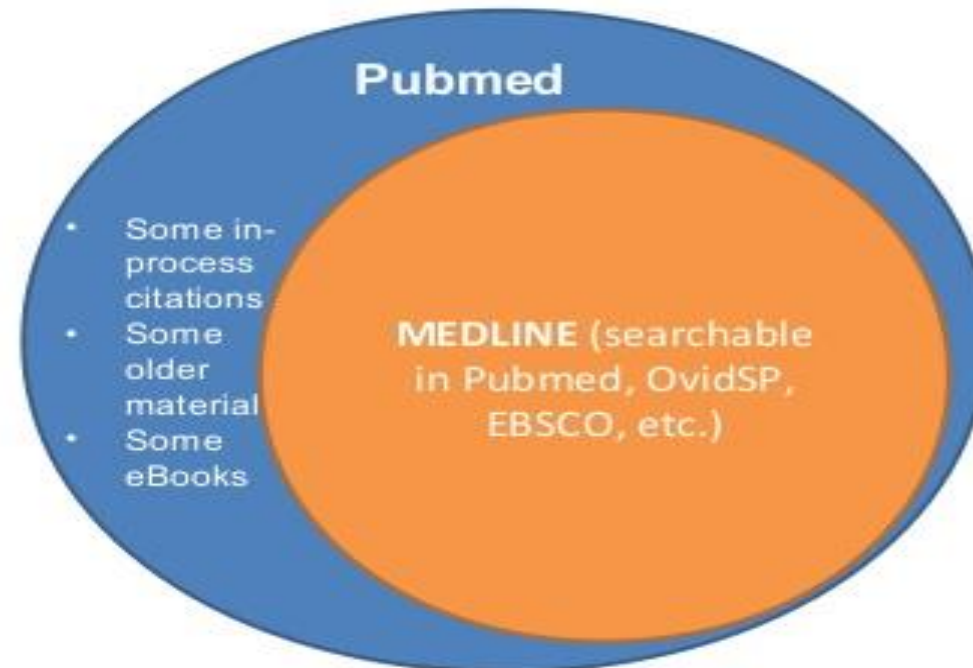 Pubmed
• Some in-
process
citations
• Some
older
material
• Some
eBooks
MEDLINE (searchable
in Pubmed, OvidSP,
EBSCO, etc.)